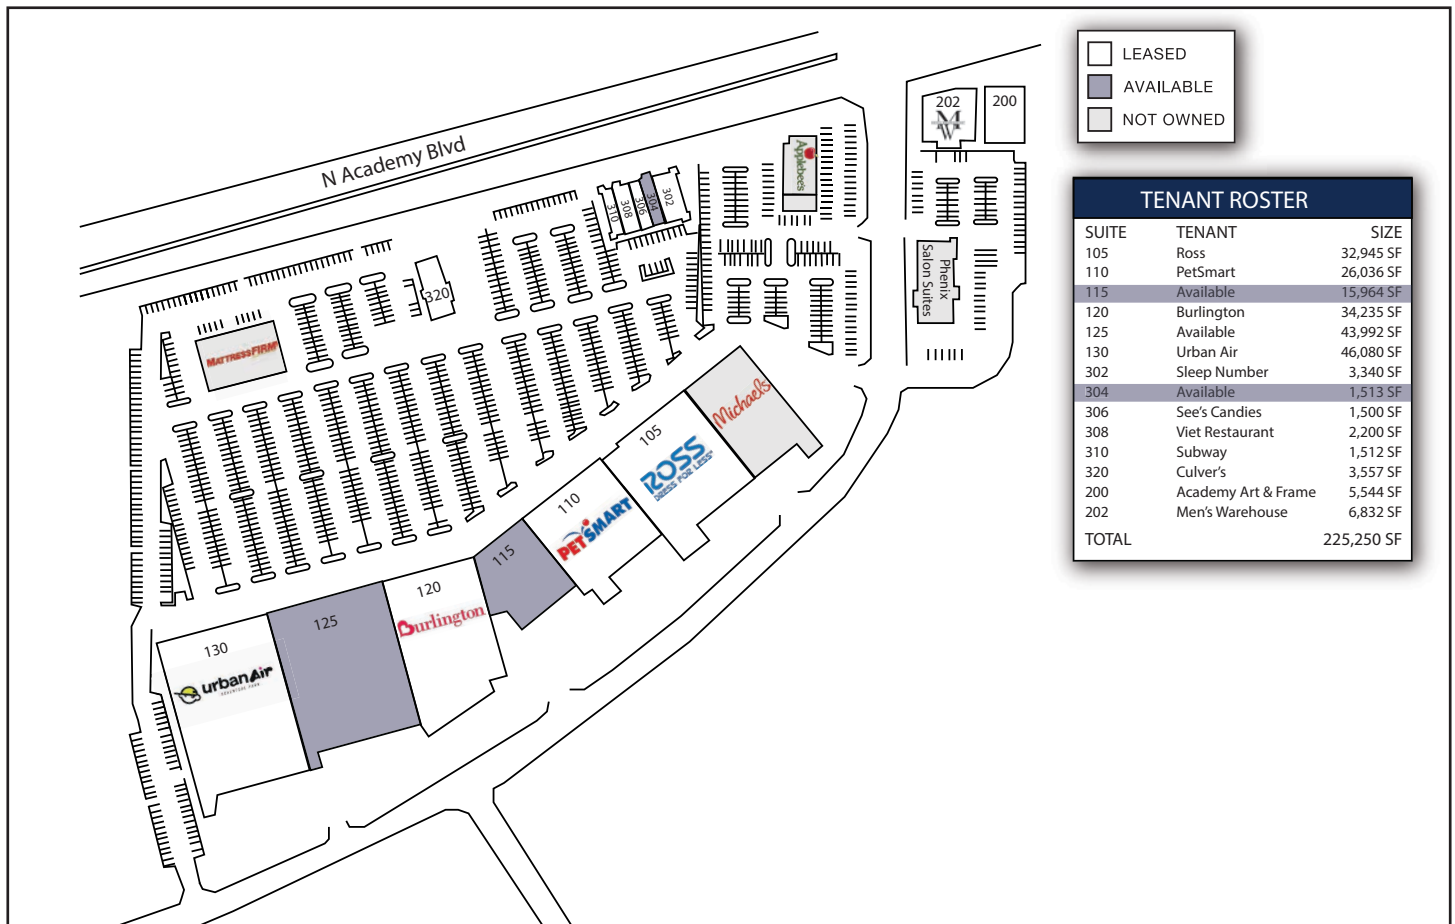 LEASED
AVAILABLE
NOT OWNED
N Academy Blvd
202
MW
200
Applebee's
310
308
306
304
302
320
Phenix
Salon Suites
MATTRESSFIRM
Michaels
105
ROSS
DRESS FOR LESS
110
PETSMART
115
120
Burlington
125
130
urbanAir
ADVENTURE PARK
TENANT ROSTER
SUITE TENANT SIZE
105 Ross 32,945 SF
110 PetSmart 26,036 SF
115 Available 15,964 SF
120 Burlington 34,235 SF
125 Available 43,992 SF
130 Urban Air 46,080 SF
302 Sleep Number 3,340 SF
304 Available 1,513 SF
306 See's Candies 1,500 SF
308 Viet Restaurant 2,200 SF
310 Subway 1,512 SF
320 Culver's 3,557 SF
200 Academy Art & Frame 5,544 SF
202 Men's Warehouse 6,832 SF
TOTAL 225,250 SF